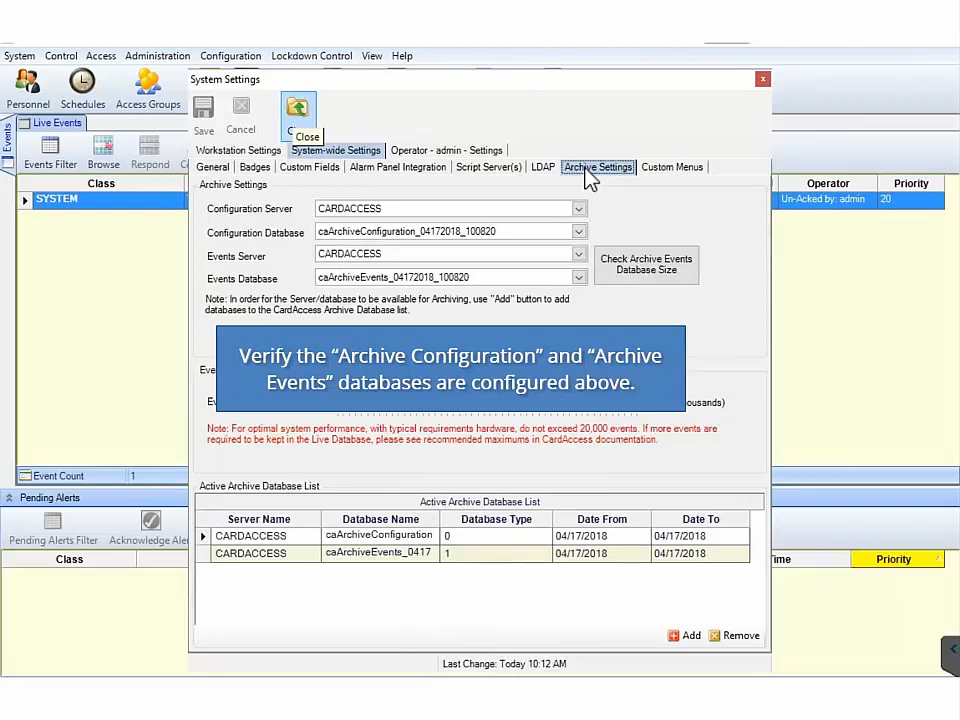 System Control Access Administration Configuration Lockdown Control View Help
Personnel Schedules Access Groups
System Settings
Save Cancel
Close
Workstation Settings System-wide Settings Operator - admin - Settings
General Badges Custom Fields Alarm Panel Integration Script Server(s) LDAP Archive Settings Custom Menus
Events
Live Events
Events Filter Browse Respond
Class Operator Priority
SYSTEM Un-Acked by: admin 20
Archive Settings
Configuration Server CARDACCESS
Configuration Database caArchiveConfiguration_04172018_100820
Events Server CARDACCESS
Events Database caArchiveEvents_04172018_100820
Check Archive Events
Database Size
Note: In order for the Server/database to be available for Archiving, use "Add" button to add
databases to the CardAccess Archive Database list.
Verify the “Archive Configuration” and “Archive
Events” databases are configured above.
Note: For optimal system performance, with typical requirements hardware, do not exceed 20,000 events. If more events are
required to be kept in the Live Database, please see recommended maximums in CardAccess documentation.
Event Count 1
Pending Alerts
Pending Alerts Filter Acknowledge
Class Priority
Active Archive Database List
Active Archive Database List
Server Name Database Name Database Type Date From Date To
CARDACCESS caArchiveConfiguration 0 04/17/2018 04/17/2018
CARDACCESS caArchiveEvents_0417 1 04/17/2018 04/17/2018
Add Remove
Last Change: Today 10:12 AM